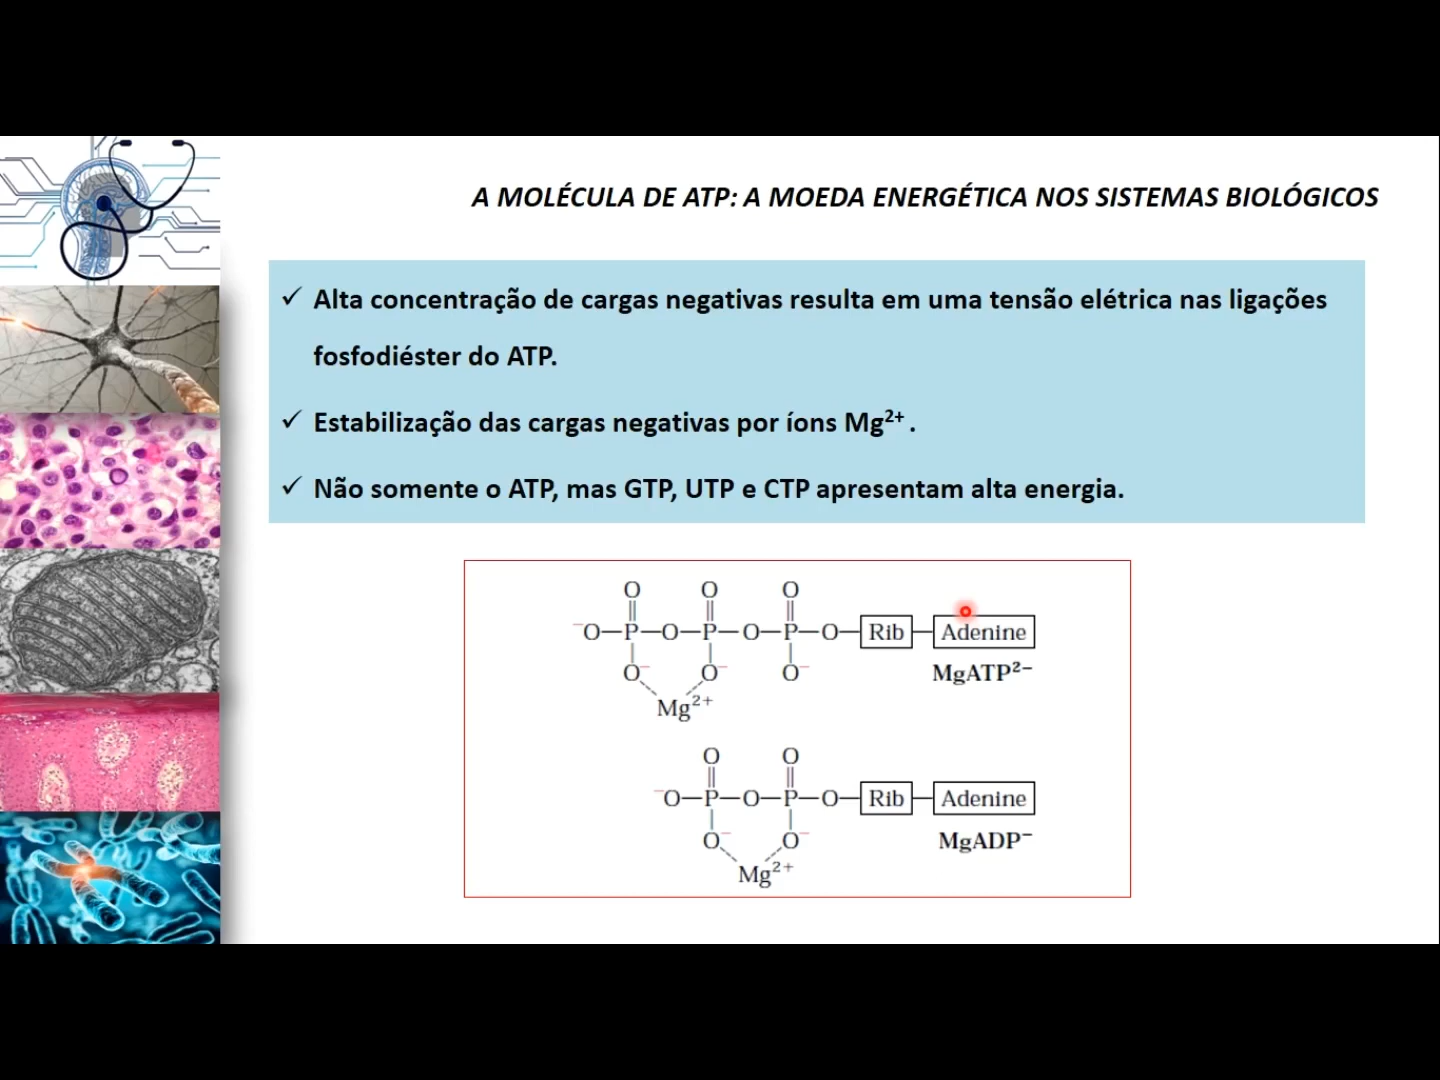 A MOLÉCULA DE ATP: A MOEDA ENERGÉTICA NOS SISTEMAS BIOLÓGICOS
✓ Alta concentração de cargas negativas resulta em uma tensão elétrica nas ligações
fosfodiéster do ATP.
✓ Estabilização das cargas negativas por íons Mg²⁺ .
✓ Não somente o ATP, mas GTP, UTP e CTP apresentam alta energia.
O O O
⁻O—P—O—P—O—P—O—Rib—Adenine
O⁻ O⁻ O⁻ MgATP²⁻
Mg²⁺
O O
⁻O—P—O—P—O—Rib—Adenine
O⁻ O⁻ MgADP⁻
Mg²⁺